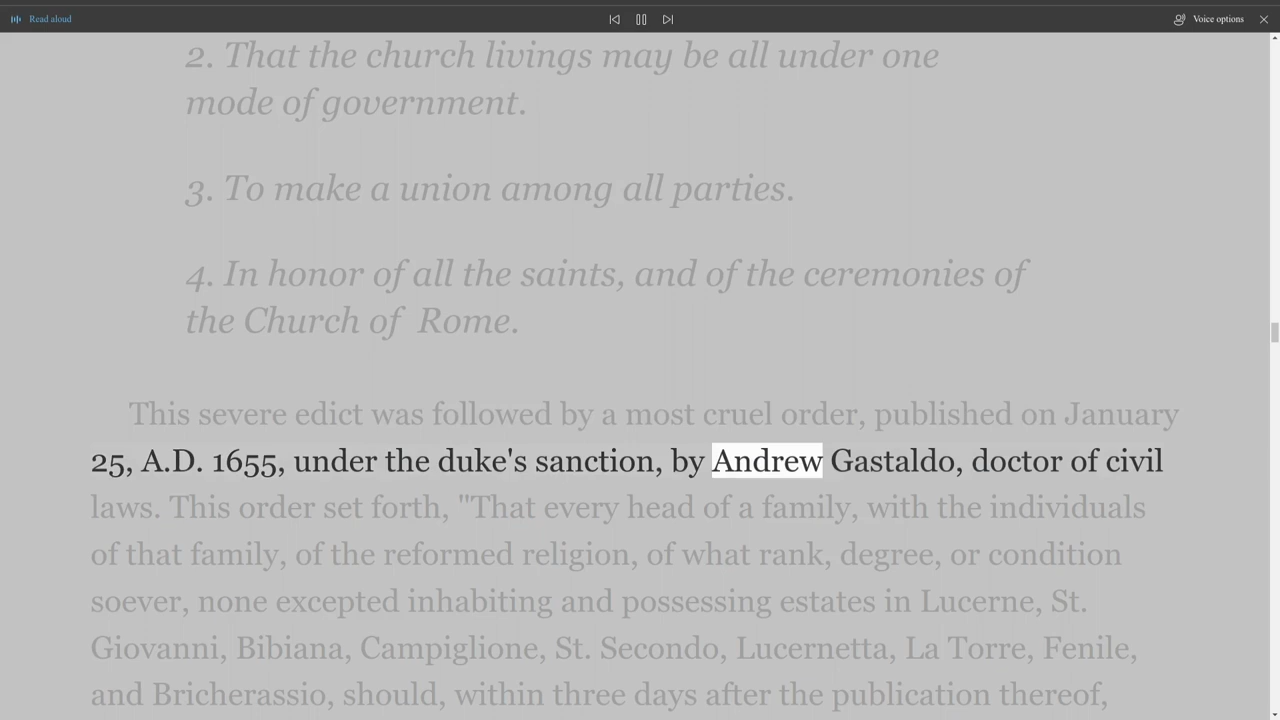 Read aloud
Voice options
2. That the church livings may be all under one
mode of government.
3. To make a union among all parties.
4. In honor of all the saints, and of the ceremonies of
the Church of Rome.
This severe edict was followed by a most cruel order, published on January
25, A.D. 1655, under the duke's sanction, by Andrew Gastaldo, doctor of civil
laws. This order set forth, "That every head of a family, with the individuals
of that family, of the reformed religion, of what rank, degree, or condition
soever, none excepted inhabiting and possessing estates in Lucerne, St.
Giovanni, Bibiana, Campiglione, St. Secondo, Lucernetta, La Torre, Fenile,
and Bricherassio, should, within three days after the publication thereof,